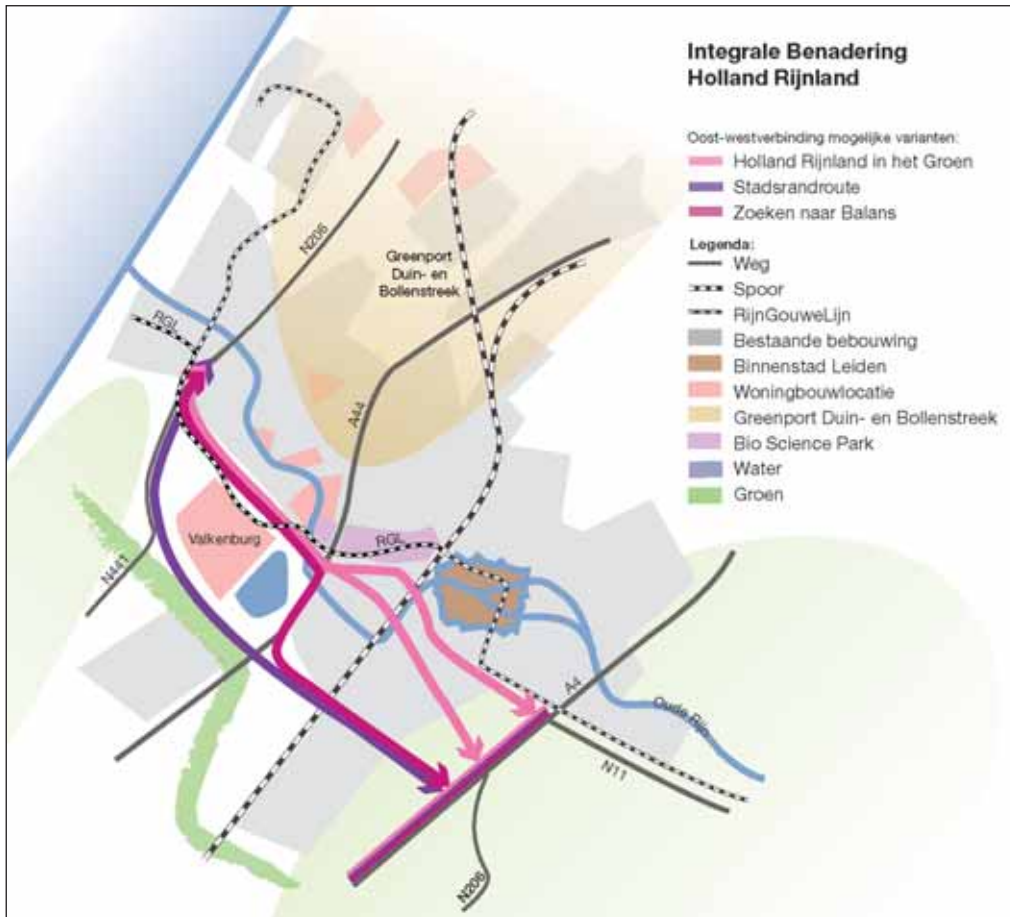 Integrale Benadering
Holland Rijnland
Oost-westverbinding mogelijke varianten:
Holland Rijnland in het Groen
Stadsrandroute
Zoeken naar Balans
Legenda:
Weg
Spoor
RijnGouweLijn
Bestaande bebouwing
Binnenstad Leiden
Woningbouwlocatie
Greenport Duin- en Bollenstreek
Bio Science Park
Water
Groen
N206
Greenport
Duin- en
Bollenstreek
RGL
A44
Valkenburg
RGL
N441
A4
Oude Rijn
N11
N206